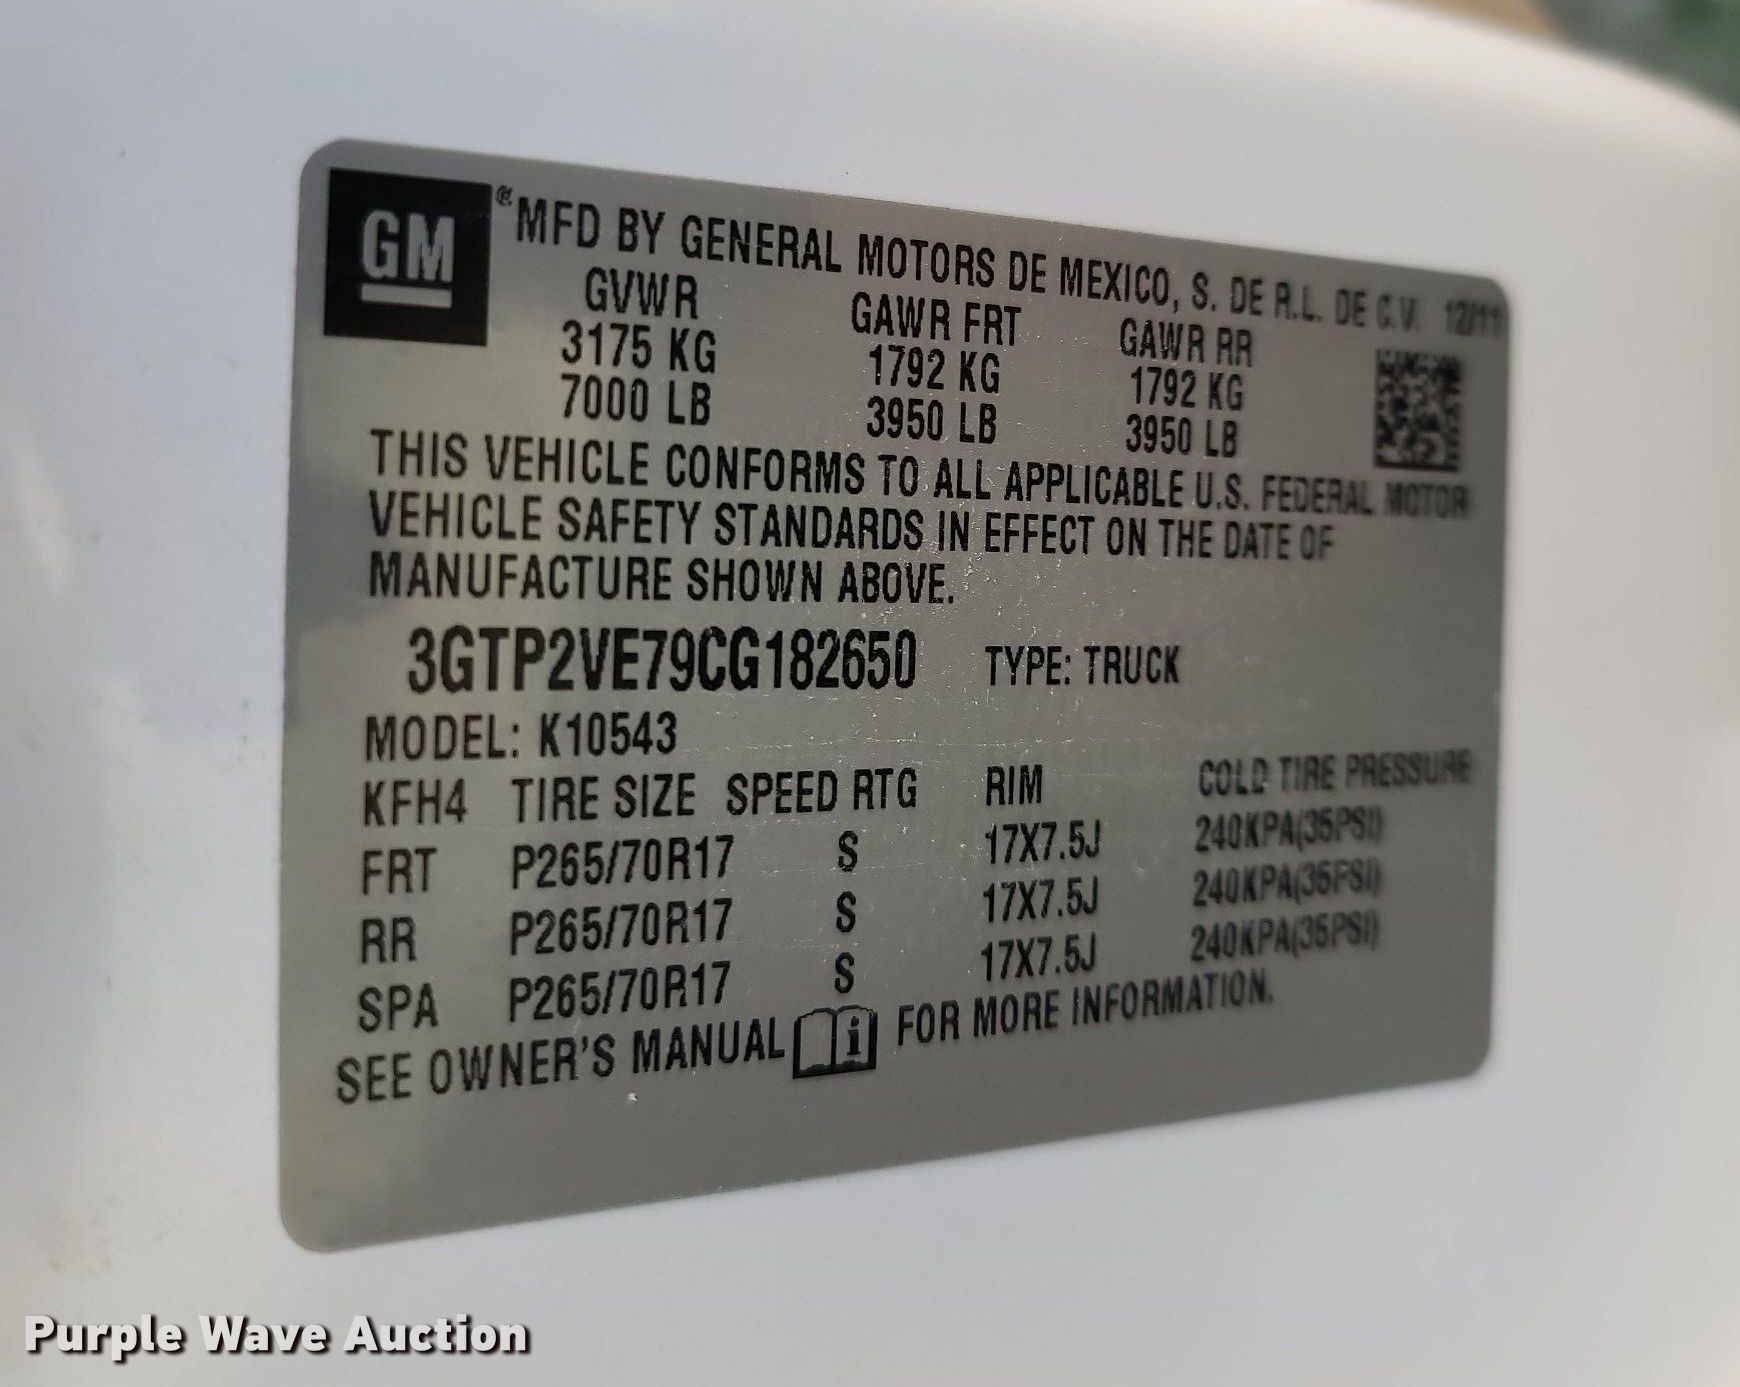 GM ® MFD BY GENERAL MOTORS DE MEXICO, S. DE R.L. DE C.V. 12/11
GVWR GAWR FRT GAWR RR
3175 KG 1792 KG 1792 KG
7000 LB 3950 LB 3950 LB
THIS VEHICLE CONFORMS TO ALL APPLICABLE U.S. FEDERAL MOTOR
VEHICLE SAFETY STANDARDS IN EFFECT ON THE DATE OF
MANUFACTURE SHOWN ABOVE.
3GTP2VE79CG182650 TYPE: TRUCK
MODEL: K10543
KFH4 TIRE SIZE SPEED RTG RIM COLD TIRE PRESSURE
FRT P265/70R17 S 17X7.5J 240KPA(35PSI)
RR P265/70R17 S 17X7.5J 240KPA(35PSI)
SPA P265/70R17 S 17X7.5J 240KPA(35PSI)
SEE OWNER'S MANUAL i FOR MORE INFORMATION.
Purple Wave Auction